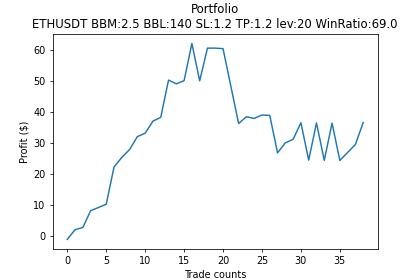 Portfolio
ETHUSDT BBM:2.5 BBL:140 SL:1.2 TP:1.2 lev:20 WinRatio:69.0
Profit ($)
60
50
40
30
20
10
0
0 5 10 15 20 25 30 35
Trade counts